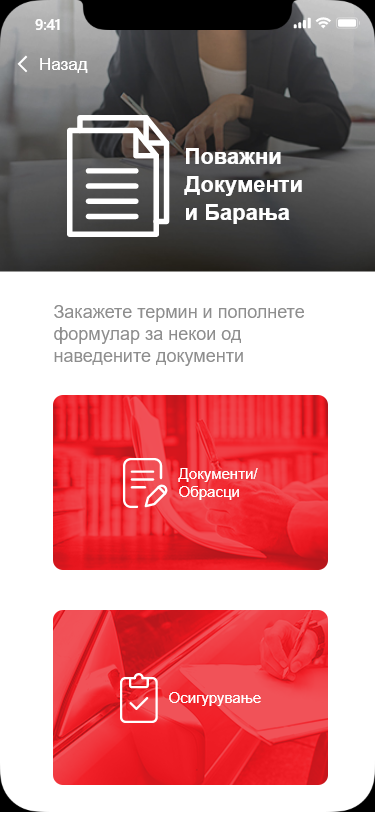 9:41
Назад
Поважни
Документи
и Барања
Закажете термин и пополнете
формулар за некои од
наведените документи
Документи/
Обрасци
Осигурување